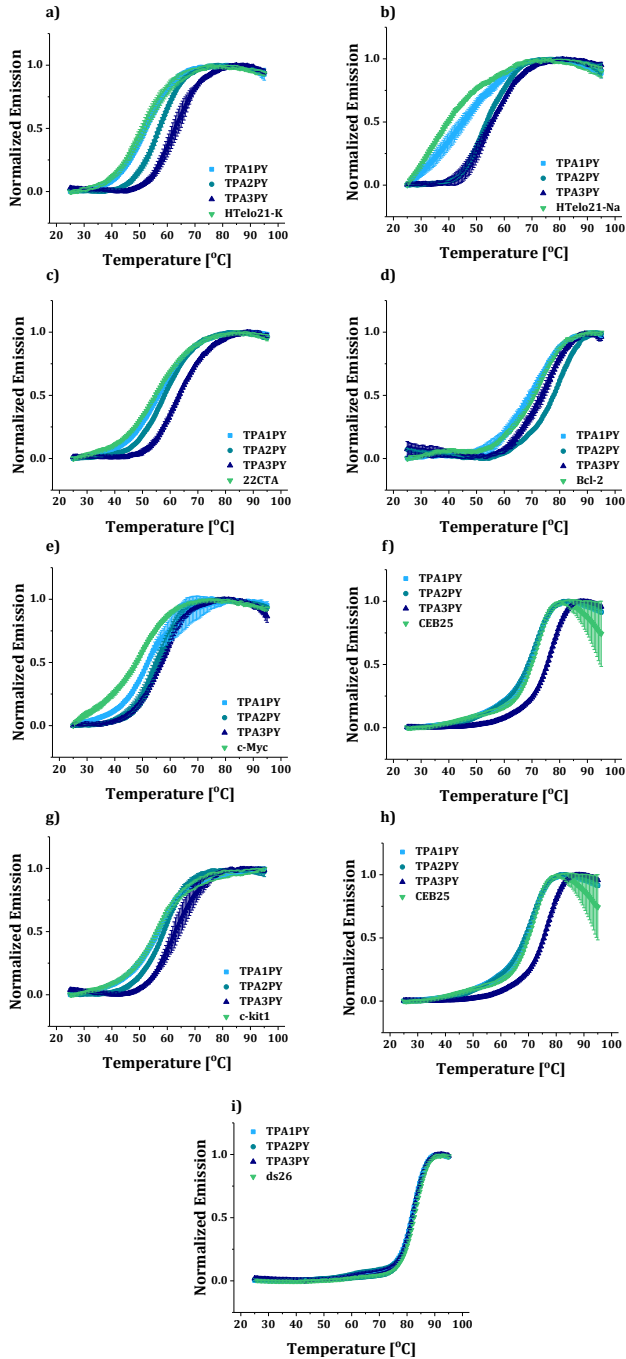 a)
Normalized Emission
1.0
0.5
0.0
TPA1PY
TPA2PY
TPA3PY
HTelo21-K
20 30 40 50 60 70 80 90 100
Temperature [°C]
b)
Normalized Emission
1.0
0.5
0.0
TPA1PY
TPA2PY
TPA3PY
HTelo21-Na
20 30 40 50 60 70 80 90 100
Temperature [°C]
c)
Normalized Emission
1.0
0.5
0.0
TPA1PY
TPA2PY
TPA3PY
22CTA
20 30 40 50 60 70 80 90 100
Temperature [°C]
d)
Normalized Emission
1.0
0.5
0.0
TPA1PY
TPA2PY
TPA3PY
Bcl-2
20 30 40 50 60 70 80 90 100
Temperature [°C]
e)
Normalized Emission
1.0
0.5
0.0
TPA1PY
TPA2PY
TPA3PY
c-Myc
20 30 40 50 60 70 80 90 100
Temperature [°C]
f)
Normalized Emission
1.0
0.5
0.0
TPA1PY
TPA2PY
TPA3PY
CEB25
20 30 40 50 60 70 80 90 100
Temperature [°C]
g)
Normalized Emission
1.0
0.5
0.0
TPA1PY
TPA2PY
TPA3PY
c-kit1
20 30 40 50 60 70 80 90 100
Temperature [°C]
h)
Normalized Emission
1.0
0.5
0.0
TPA1PY
TPA2PY
TPA3PY
CEB25
20 30 40 50 60 70 80 90 100
Temperature [°C]
i)
Normalized Emission
1.0
0.5
0.0
TPA1PY
TPA2PY
TPA3PY
ds26
20 30 40 50 60 70 80 90 100
Temperature [°C]